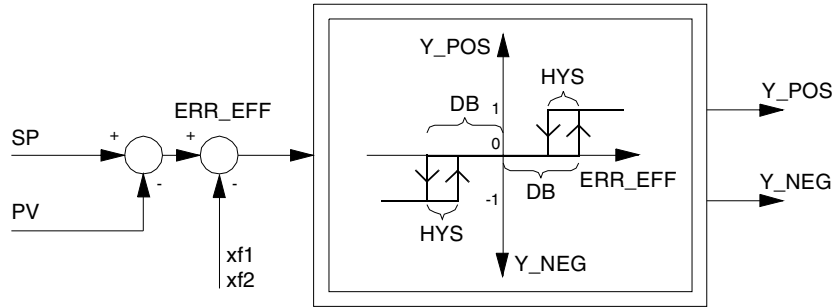 Y_POS
HYS
DB
1
Y_POS
ERR_EFF
SP
+
+
0
-
-
ERR_EFF
DB
Y_NEG
PV
-1
HYS
xf1
xf2
Y_NEG